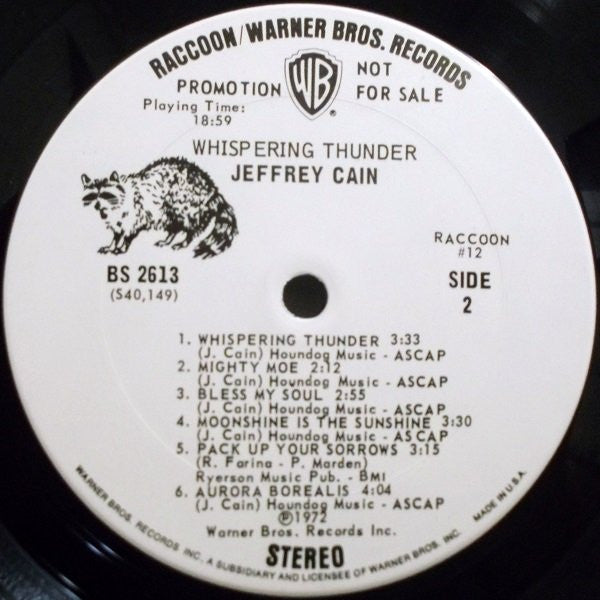 RACCOON/WARNER BROS. RECORDS
PROMOTION NOT
FOR SALE
WB
®
Playing Time:
18:59
WHISPERING THUNDER
JEFFREY CAIN
RACCOON
#12
BS 2613
(S40,149)
SIDE
2
1. WHISPERING THUNDER 3:33
(J. Cain) Houndog Music - ASCAP
2. MIGHTY MOE 2:12
(J. Cain) Houndog Music - ASCAP
3. BLESS MY SOUL 2:55
(J. Cain) Houndog Music - ASCAP
4. MOONSHINE IS THE SUNSHINE 3:30
(J. Cain) Houndog Music - ASCAP
5. PACK UP YOUR SORROWS 3:15
(R. Farina - P. Marden)
Ryerson Music Pub. - BMI
6. AURORA BOREALIS 4:04
(J. Cain) Houndog Music - ASCAP
℗1972
Warner Bros. Records Inc.
STEREO
WARNER BROS. RECORDS INC. A SUBSIDIARY AND LICENSEE OF WARNER BROS. INC. MADE IN U.S.A.